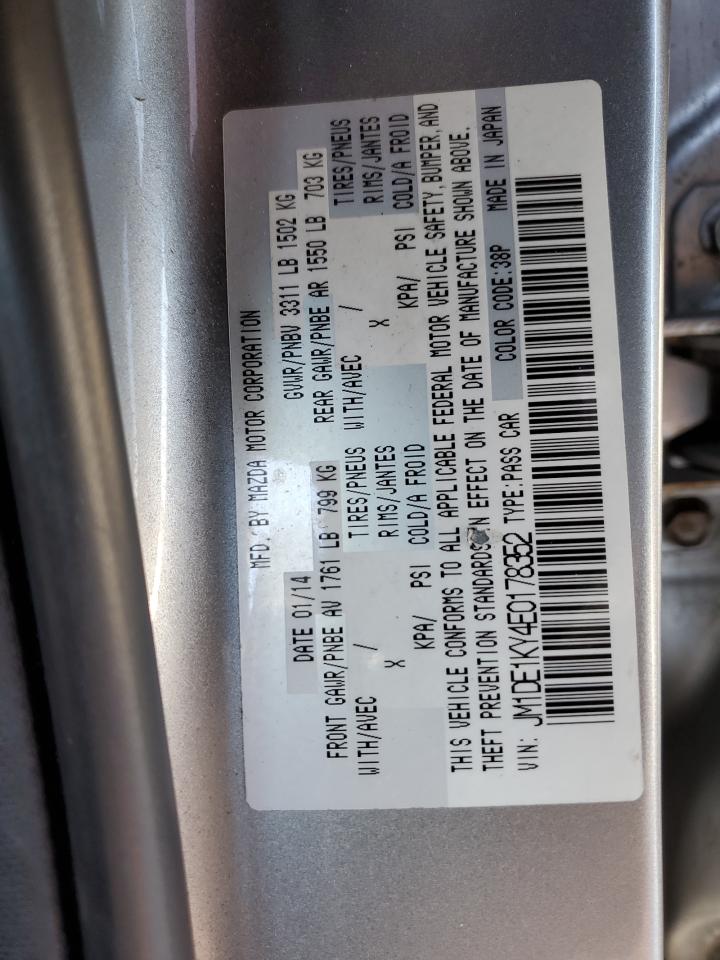 MFD. BY MAZDA MOTOR CORPORATION
DATE 01/14 GVWR/PNBV 3311 LB 1502 KG
FRONT GAWR/PNBE AV 1761 LB 799 KG REAR GAWR/PNBE AR 1550 LB 703 KG
WITH/AVEC / TIRES/PNEUS WITH/AVEC / TIRES/PNEUS
X RIMS/JANTES X RIMS/JANTES
KPA/ PSI COLD/A FROID KPA/ PSI COLD/A FROID
THIS VEHICLE CONFORMS TO ALL APPLICABLE FEDERAL MOTOR VEHICLE SAFETY,BUMPER,AND
THEFT PREVENTION STANDARDS IN EFFECT ON THE DATE OF MANUFACTURE SHOWN ABOVE.
VIN: JM1DE1KY4E0178352 TYPE:PASS CAR COLOR CODE:38P MADE IN JAPAN